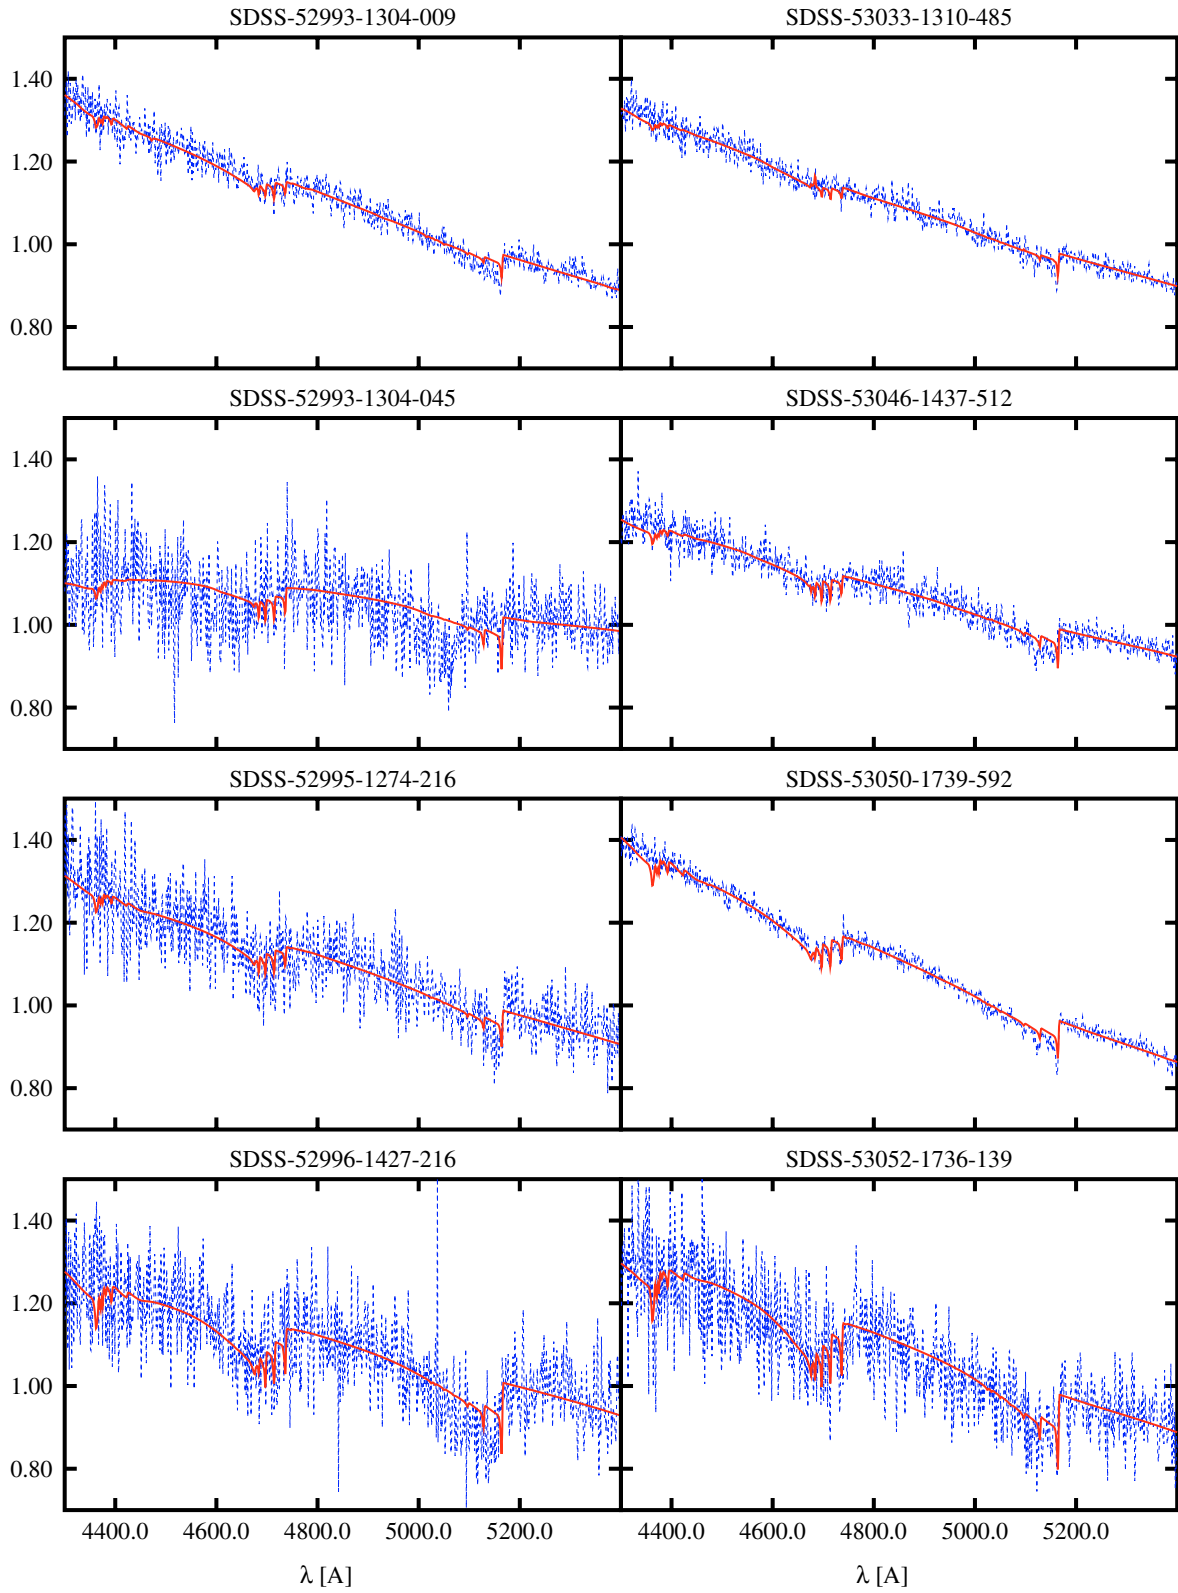 SDSS-52993-1304-009
SDSS-53033-1310-485
1.40
1.20
1.00
0.80
SDSS-52993-1304-045
SDSS-53046-1437-512
1.40
1.20
1.00
0.80
SDSS-52995-1274-216
SDSS-53050-1739-592
1.40
1.20
1.00
0.80
SDSS-52996-1427-216
SDSS-53052-1736-139
1.40
1.20
1.00
0.80
4400.0 4600.0 4800.0 5000.0 5200.0
4400.0 4600.0 4800.0 5000.0 5200.0
λ [A]
λ [A]